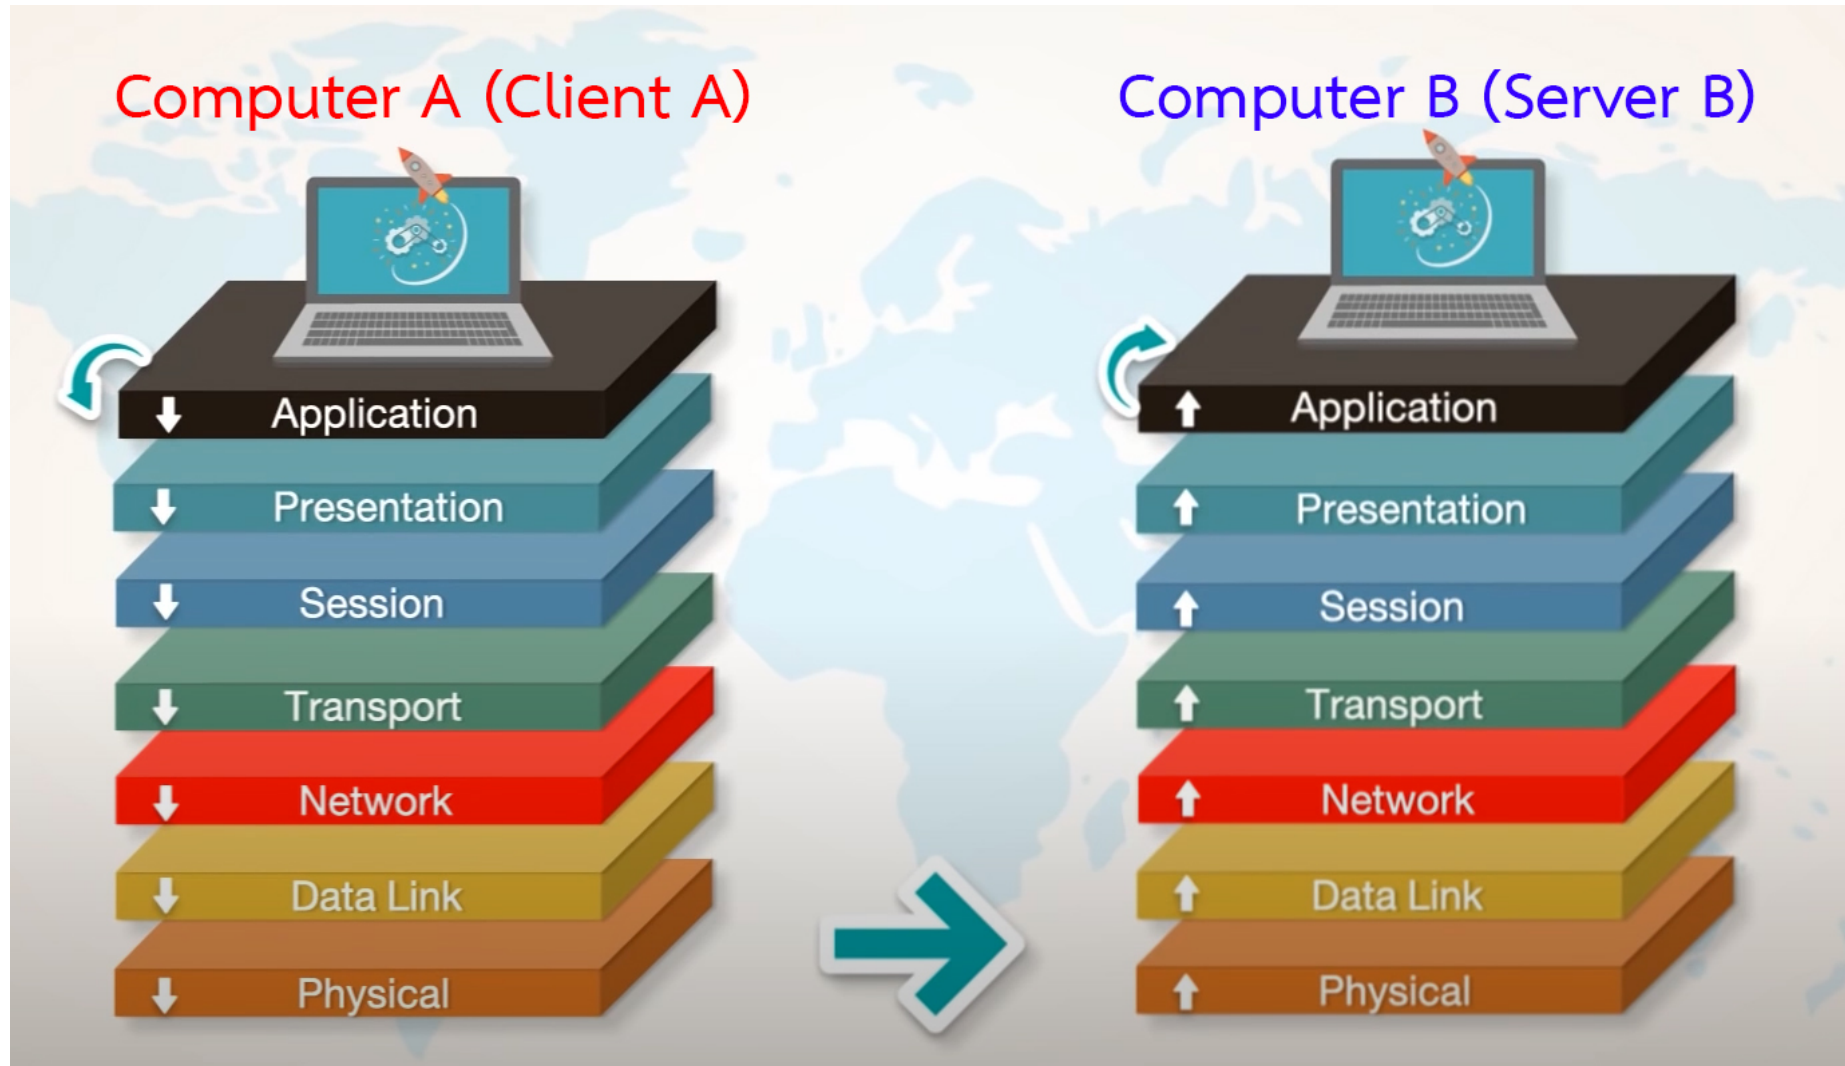 Computer A (Client A)
Application
Presentation
Session
Transport
Network
Data Link
Physical
Computer B (Server B)
Application
Presentation
Session
Transport
Network
Data Link
Physical